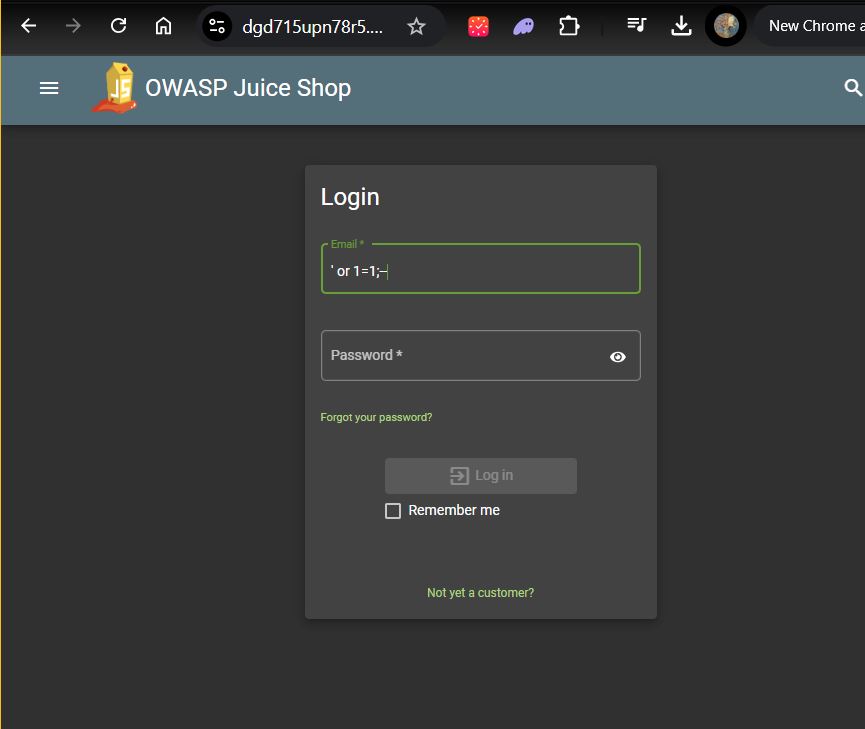 dgd715upn78r5....
New Chrome a
JS
OWASP Juice Shop
Login
Email *
' or 1=1;--
Password *
Forgot your password?
Log in
Remember me
Not yet a customer?